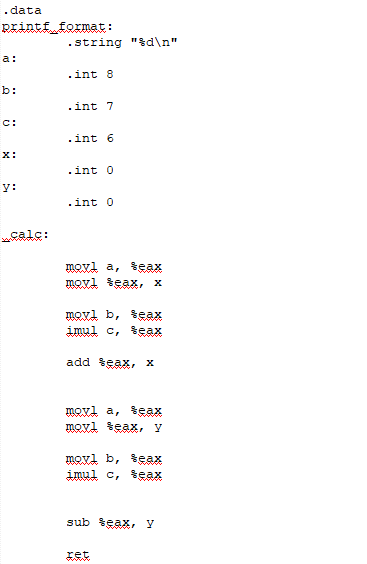 .data
printf_format:
        .string "%d\n"
a:
        .int 8
b:
        .int 7
c:
        .int 6
x:
        .int 0
y:
        .int 0
_calc:
        movl a, %eax
        movl %eax, x
        movl b, %eax
        imul c, %eax
        add %eax, x
        movl a, %eax
        movl %eax, y
        movl b, %eax
        imul c, %eax
        sub %eax, y
        ret